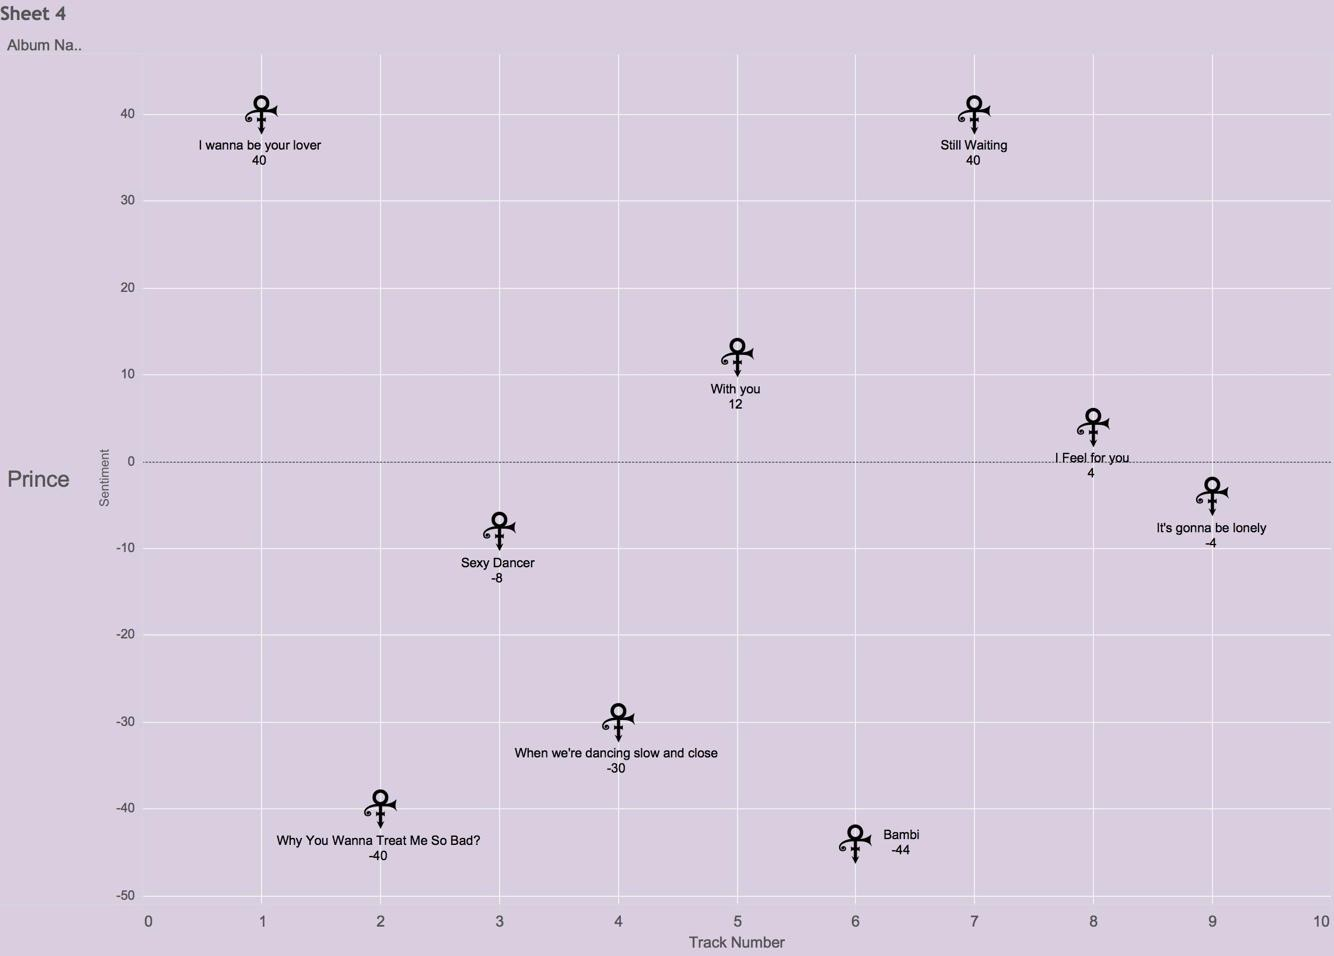 Sheet 4
Album Na..
40
I wanna be your lover
40
Still Waiting
40
30
20
10
With you
12
I Feel for you
4
0
Prince
Sentiment
It's gonna be lonely
-4
-10
Sexy Dancer
-8
-20
-30
When we're dancing slow and close
-30
-40
Why You Wanna Treat Me So Bad?
-40
Bambi
-44
-50
0 1 2 3 4 5 6 7 8 9 10
Track Number